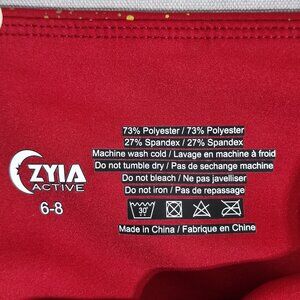 73% Polyester / 73% Polyester
27% Spandex / 27% Spandex
Machine wash cold / Lavage en machine à froid
Do not tumble dry / Pas de sechange machine
Do not bleach / Ne pas javelliser
Do not iron / Pas de repassage
ZYIA
ACTIVE
6-8
30°
Made in China / Fabrique en Chine